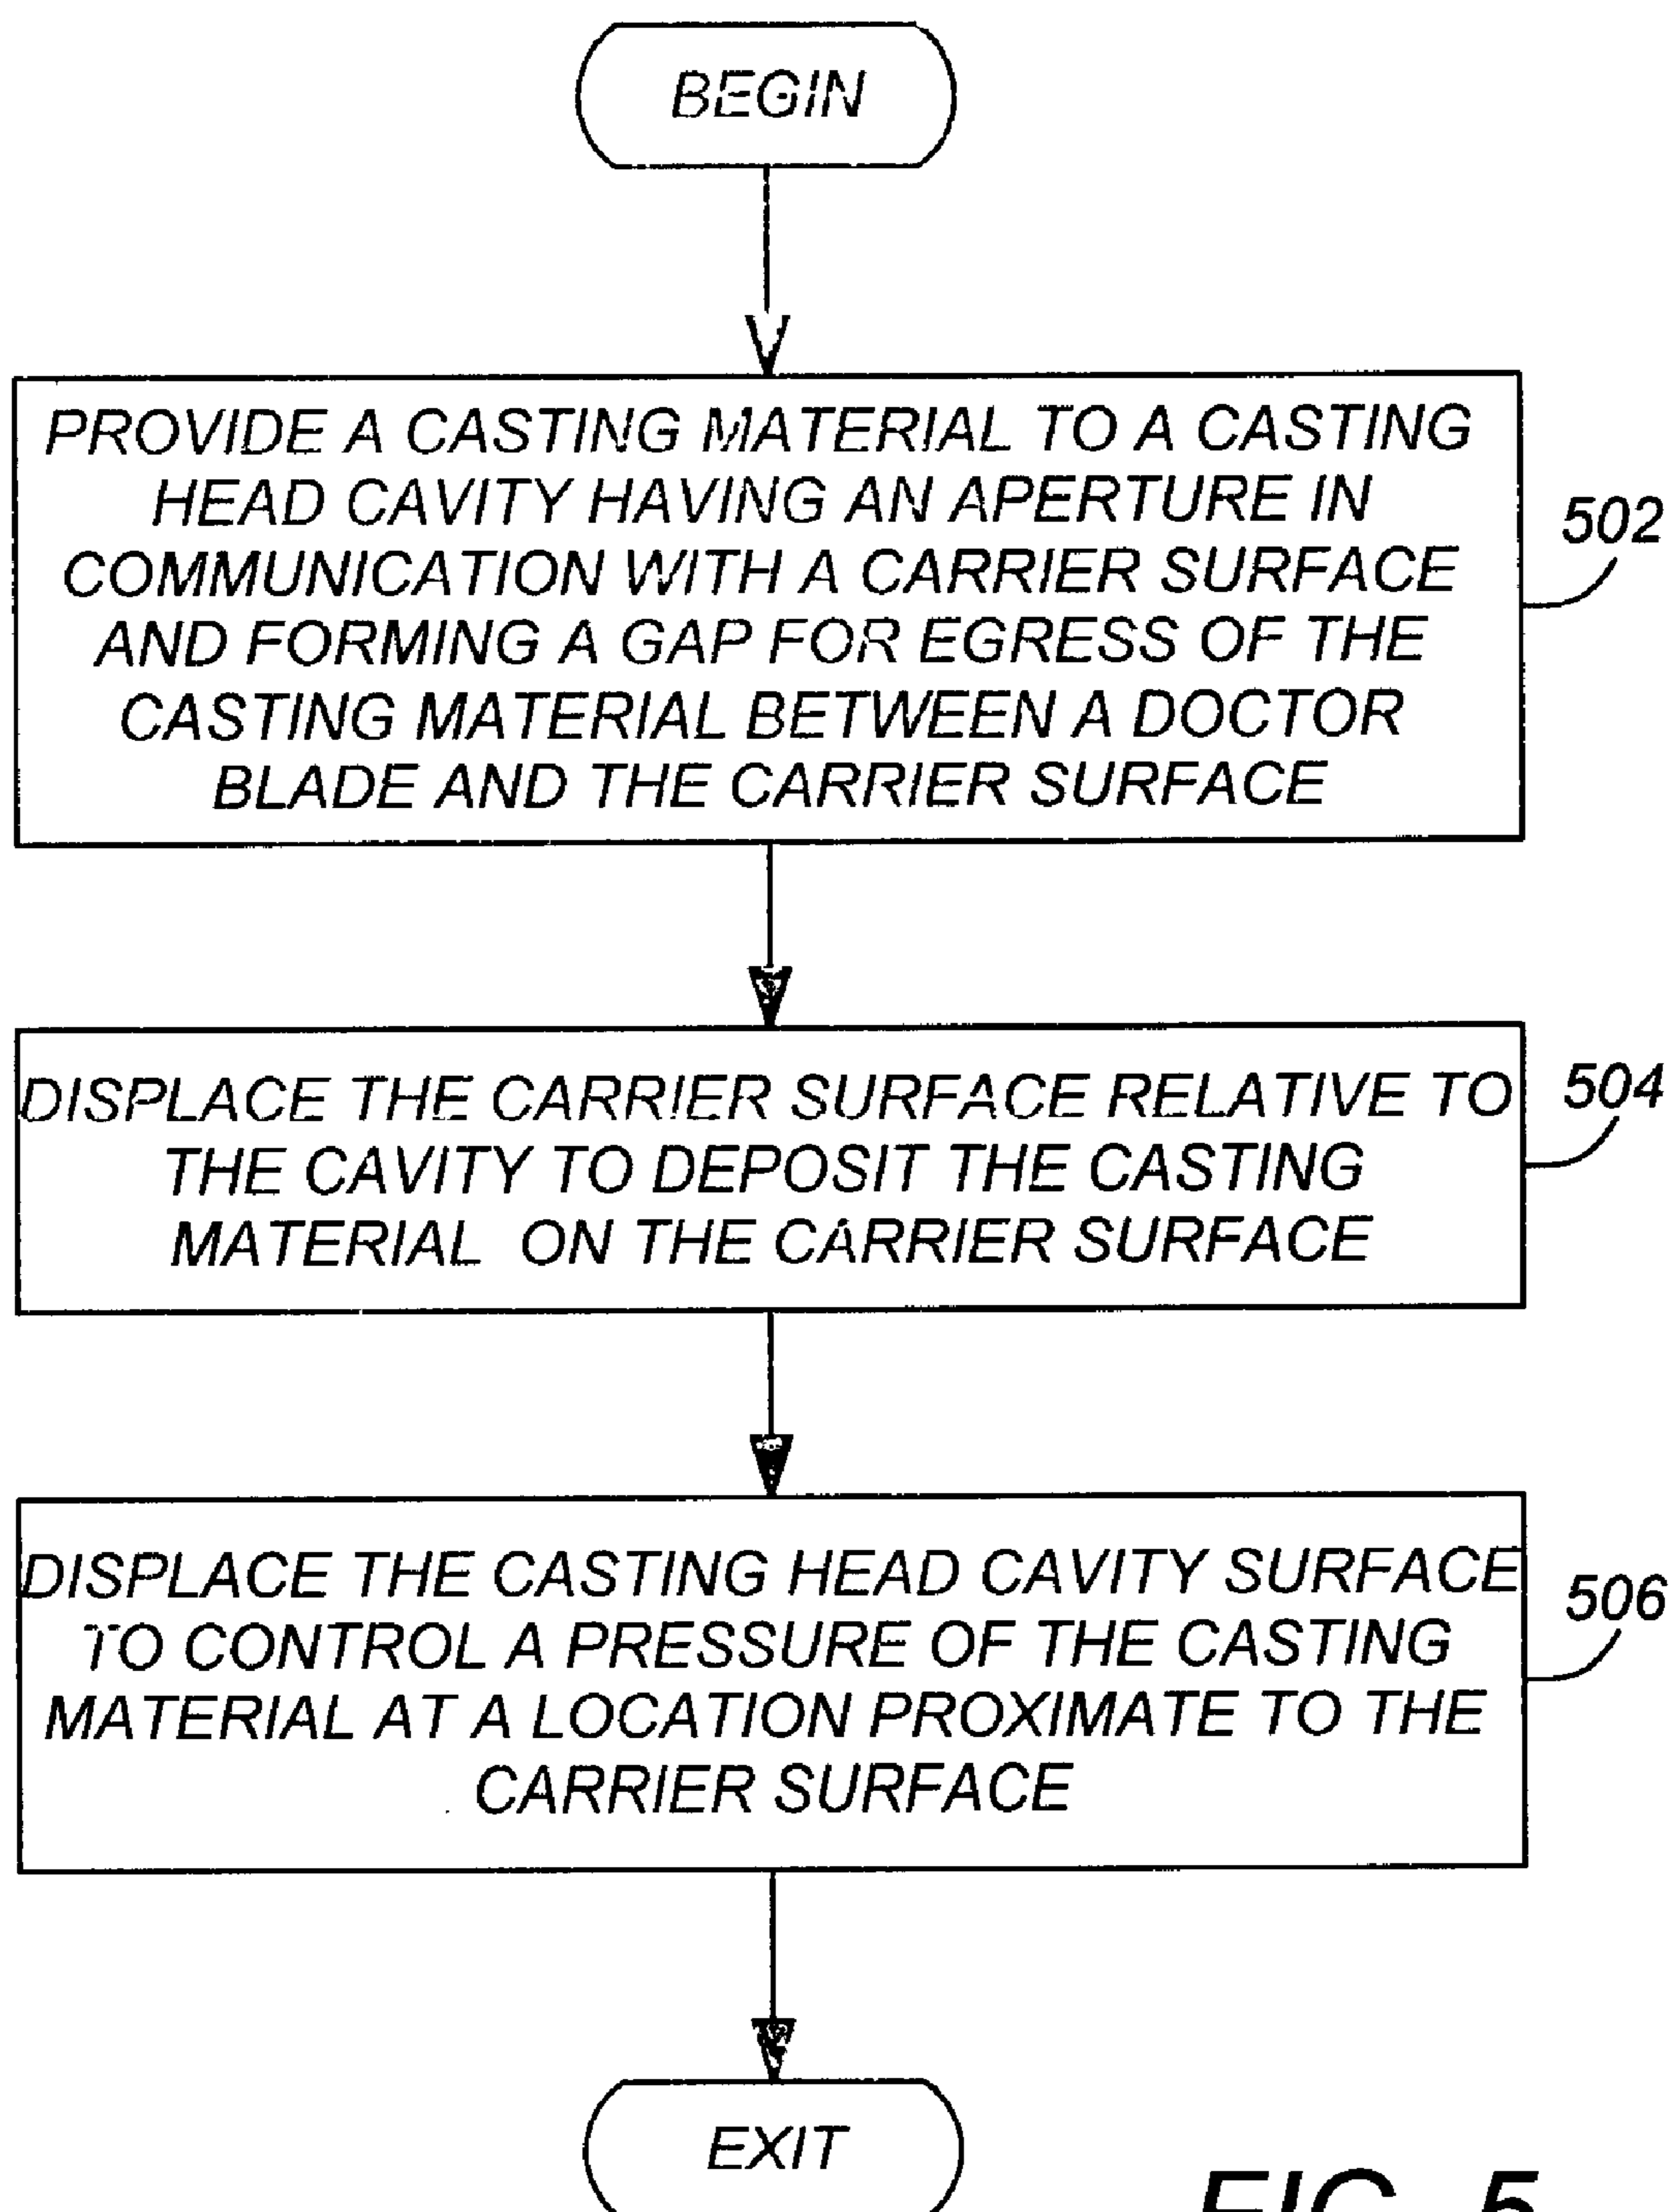 BEGIN
PROVIDE A CASTING MATERIAL TO A CASTING
HEAD CAVITY HAVING AN APERTURE IN
COMMUNICATION WITH A CARRIER SURFACE
AND FORMING A GAP FOR EGRESS OF THE
CASTING MATERIAL BETWEEN A DOCTOR
BLADE AND THE CARRIER SURFACE
502
DISPLACE THE CARRIER SURFACE RELATIVE TO
THE CAVITY TO DEPOSIT THE CASTING
MATERIAL ON THE CARRIER SURFACE
504
DISPLACE THE CASTING HEAD CAVITY SURFACE
TO CONTROL A PRESSURE OF THE CASTING
MATERIAL AT A LOCATION PROXIMATE TO THE
CARRIER SURFACE
506
EXIT
FIG. 5